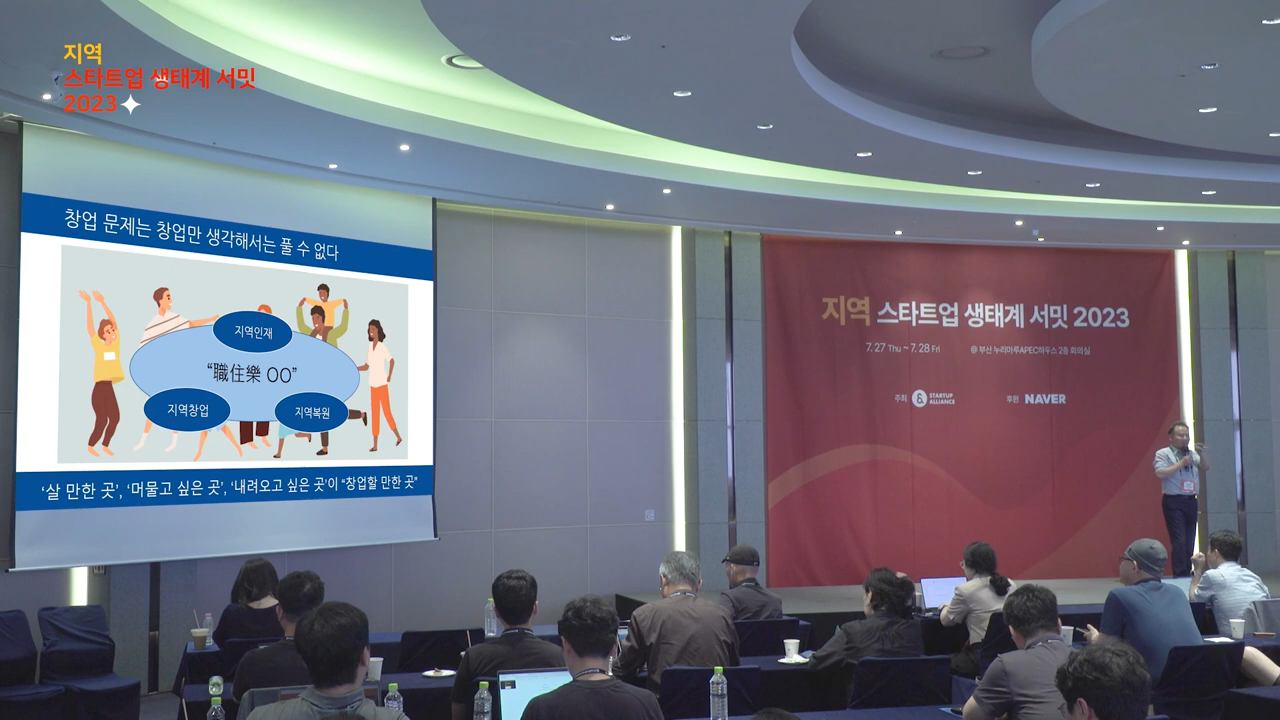 지역
스타트업 생태계 서밋
2023
창업 문제는 창업만 생각해서는 풀 수 없다
지역인재
“職住樂 OO”
지역창업
지역복원
‘살 만한 곳’, ‘머물고 싶은 곳’, ‘내려오고 싶은 곳’이 “창업할 만한 곳”
지역 스타트업 생태계 서밋 2023
7. 27 Thu ~ 7. 28 Fri @ 부산 누리마루APEC하우스 2층 회의실
주최 & STARTUP ALLIANCE 후원 NAVER